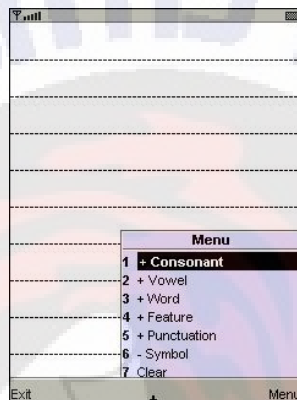 Menu
1 + Consonant
2 + Vowel
3 + Word
4 + Feature
5 + Punctuation
6 - Symbol
7 Clear
Exit
Menu